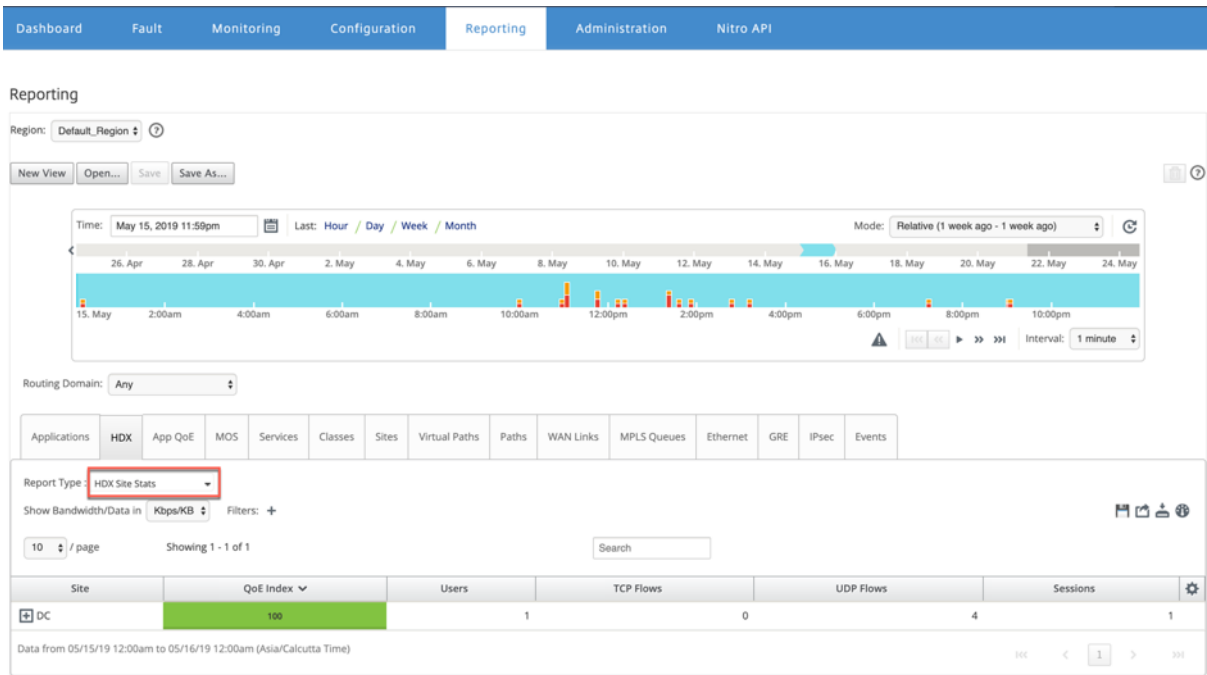 Dashboard Fault Monitoring Configuration Reporting Administration Nitro API
Reporting
Region: Default_Region ?
New View Open... Save Save As... ?
Time: May 15, 2019 11:59pm Last: Hour / Day / Week / Month Mode: Relative (1 week ago - 1 week ago)
26. Apr 28. Apr 30. Apr 2. May 4. May 6. May 8. May 10. May 12. May 14. May 16. May 18. May 20. May 22. May 24. May
15. May 2:00am 4:00am 6:00am 8:00am 10:00am 12:00pm 2:00pm 4:00pm 6:00pm 8:00pm 10:00pm
Interval: 1 minute
Routing Domain: Any
Applications HDX App QoE MOS Services Classes Sites Virtual Paths Paths WAN Links MPLS Queues Ethernet GRE IPsec Events
Report Type : HDX Site Stats
Show Bandwidth/Data in Kbps/KB Filters: +
10 / page Showing 1 - 1 of 1 Search
Site QoE Index Users TCP Flows UDP Flows Sessions
DC 100 1 0 4 1
Data from 05/15/19 12:00am to 05/16/19 12:00am (Asia/Calcutta Time) 1